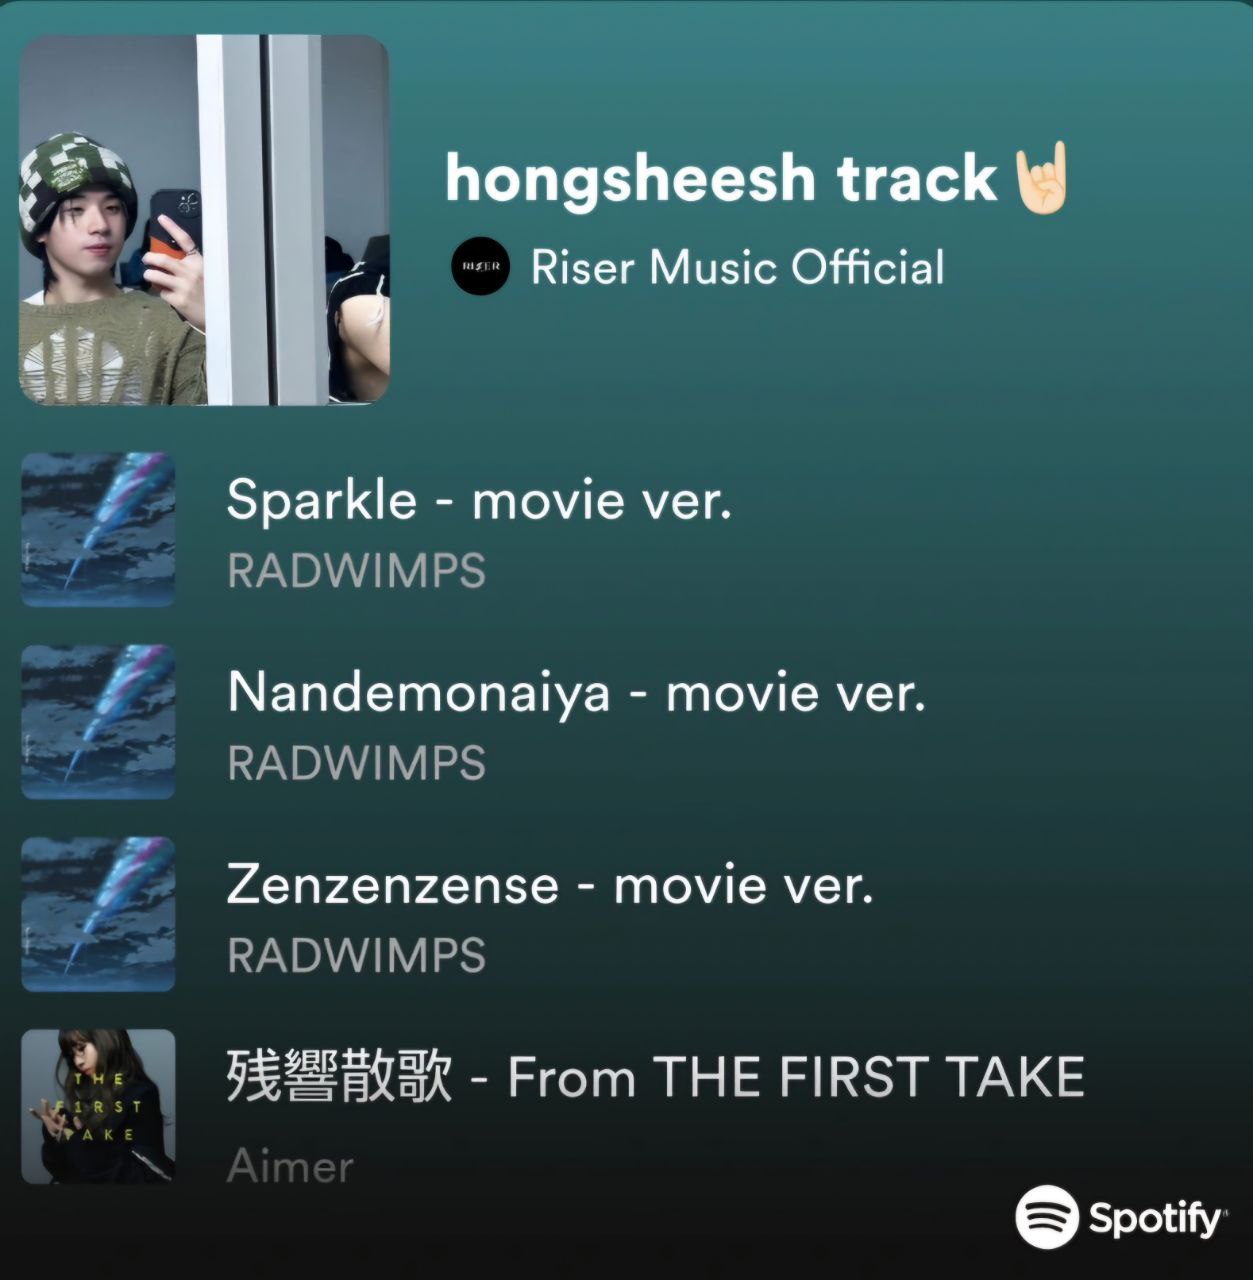 hongsheesh track 🤘🏻
RISER
Riser Music Official
Sparkle - movie ver.
RADWIMPS
Nandemonaiya - movie ver.
RADWIMPS
Zenzenzense - movie ver.
RADWIMPS
THE
F1RST
TAKE
残響散歌 - From THE FIRST TAKE
Aimer
Spotify